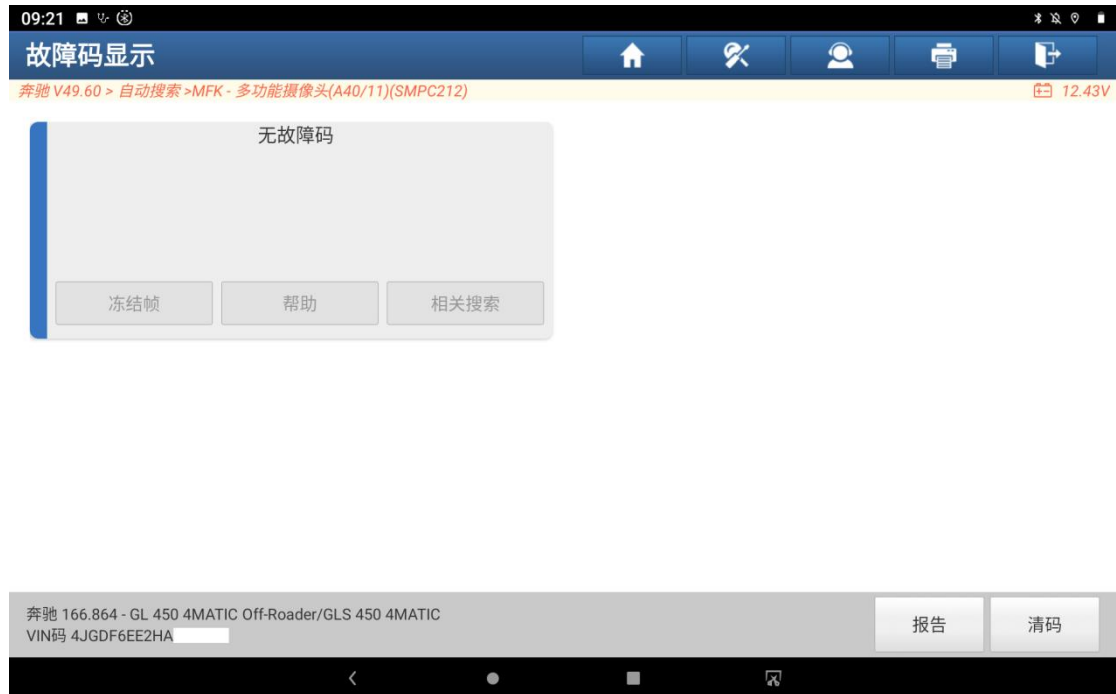 09:21
故障码显示
奔驰 V49.60 > 自动搜索 >MFK - 多功能摄像头(A40/11)(SMPC212)
12.43V
无故障码
冻结帧 帮助 相关搜索
奔驰 166.864 - GL 450 4MATIC Off-Roader/GLS 450 4MATIC
VIN码 4JGDF6EE2HA
报告 清码